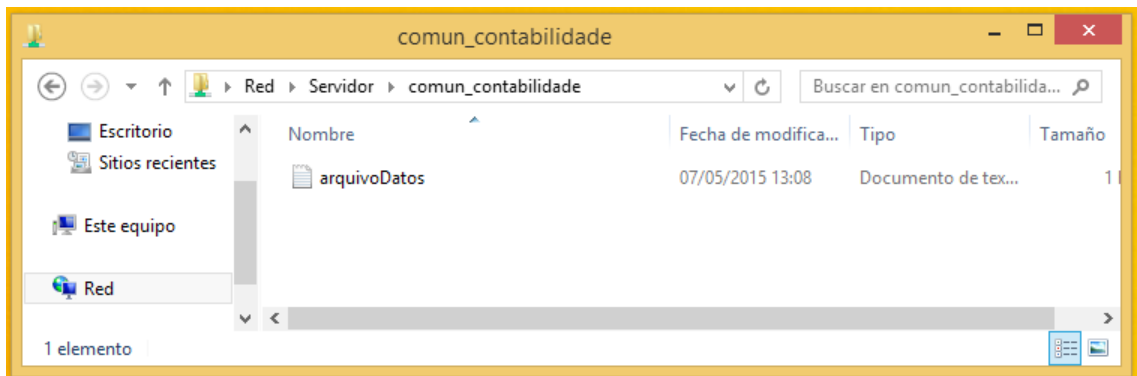 comun_contabilidade
Red Servidor comun_contabilidade Buscar en comun_contabilida...
Escritorio Nombre Fecha de modifica... Tipo Tamaño
Sitios recientes arquivoDatos 07/05/2015 13:08 Documento de tex... 1
Este equipo
Red
1 elemento